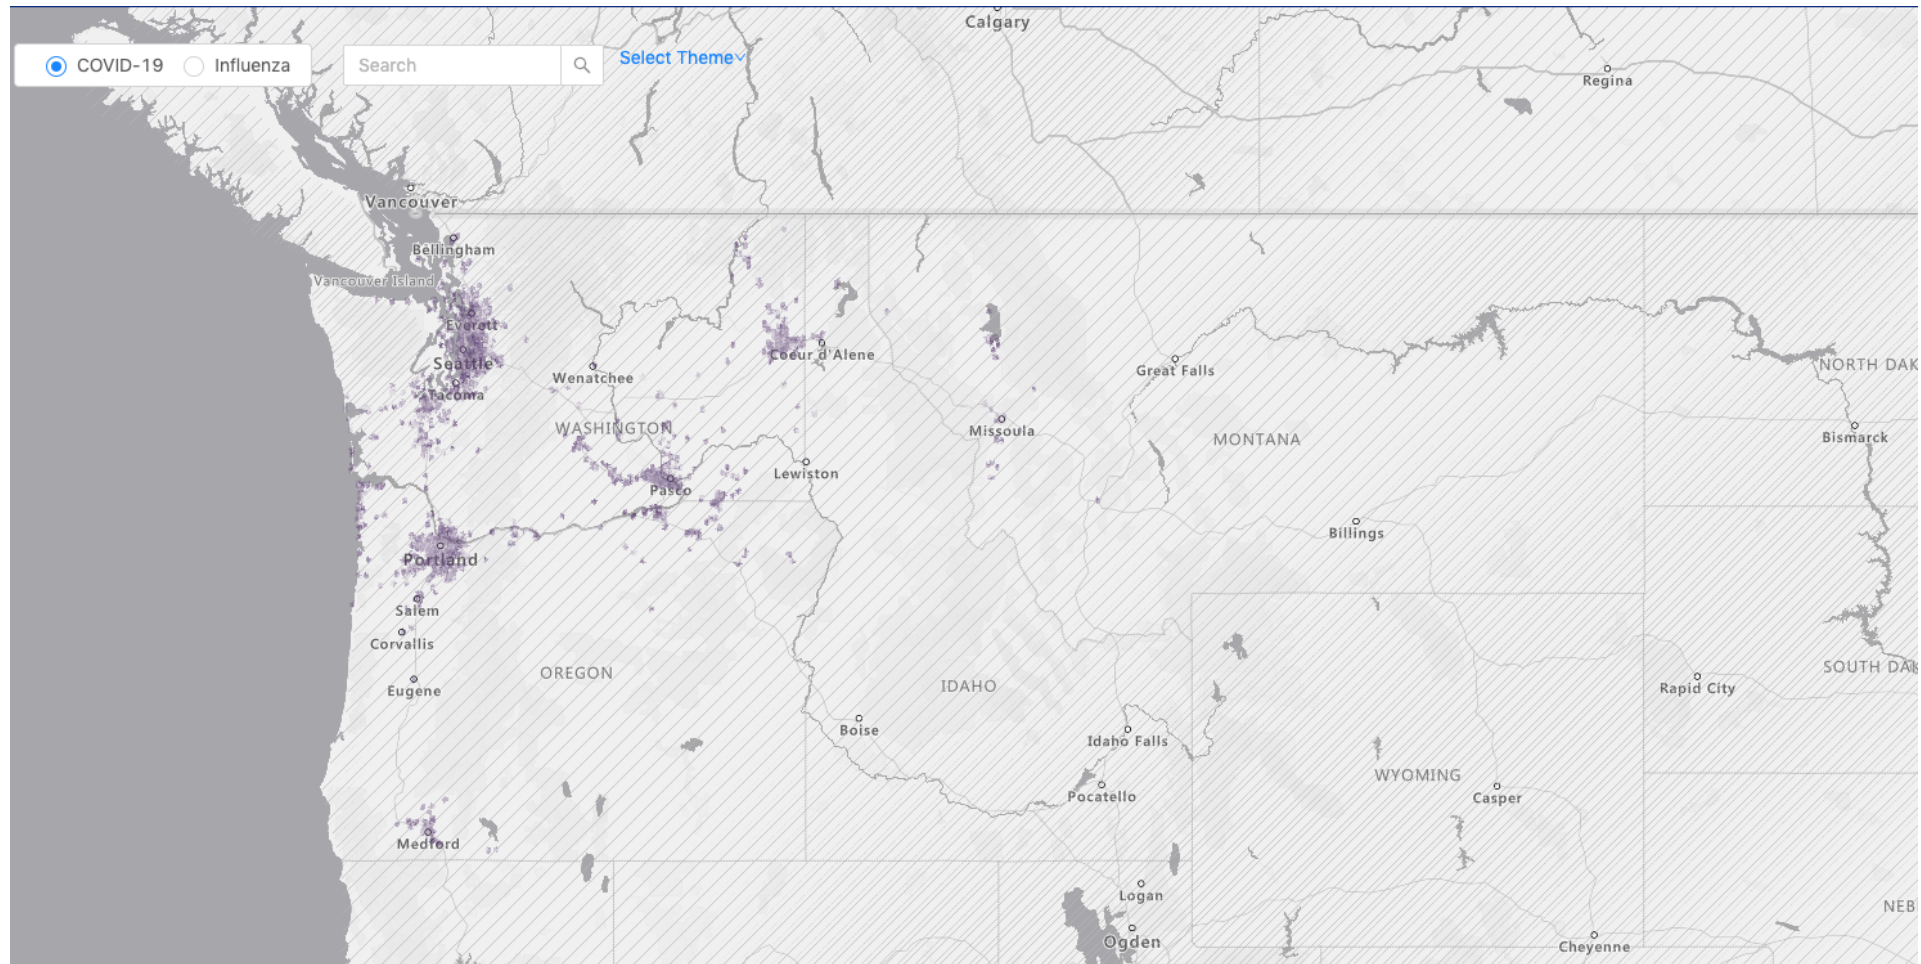 Calgary
COVID-19
Influenza
Search
Select Theme
Regina
Vancouver
Bellingham
Vancouver Island
Everett
Seattle
Coeur d'Alene
Great Falls
NORTH DAK
Wenatchee
Tacoma
WASHINGTON
Missoula
MONTANA
Bismarck
Lewiston
Pasco
Billings
Portland
Salem
Corvallis
OREGON
IDAHO
SOUTH DAK
Eugene
Rapid City
Boise
Idaho Falls
WYOMING
Pocatello
Casper
Medford
Logan
NEB
Ogden
Cheyenne